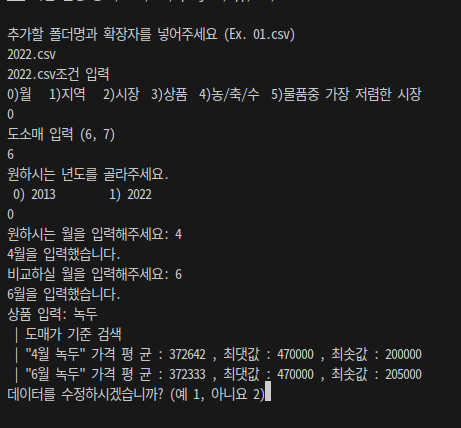 추가할 폴더명과 확장자를 넣어주세요 (Ex. 01.csv)
2022.csv
2022.csv조건 입력
0)월 1)지역 2)시장 3)상품 4)농/축/수 5)물품중 가장 저렴한 시장
0
도소매 입력 (6, 7)
6
원하시는 년도를 골라주세요.
0) 2013 1) 2022
0
원하시는 월을 입력해주세요: 4
4월을 입력했습니다.
비교하실 월을 입력해주세요: 6
6월을 입력했습니다.
상품 입력: 녹두
| 도매가 기준 검색
| "4월 녹두" 가격 평 균 : 372642 , 최댓값 : 470000 , 최솟값 : 200000
| "6월 녹두" 가격 평 균 : 372333 , 최댓값 : 470000 , 최솟값 : 205000
데이터를 수정하시겠습니까? (예 1, 아니요 2)